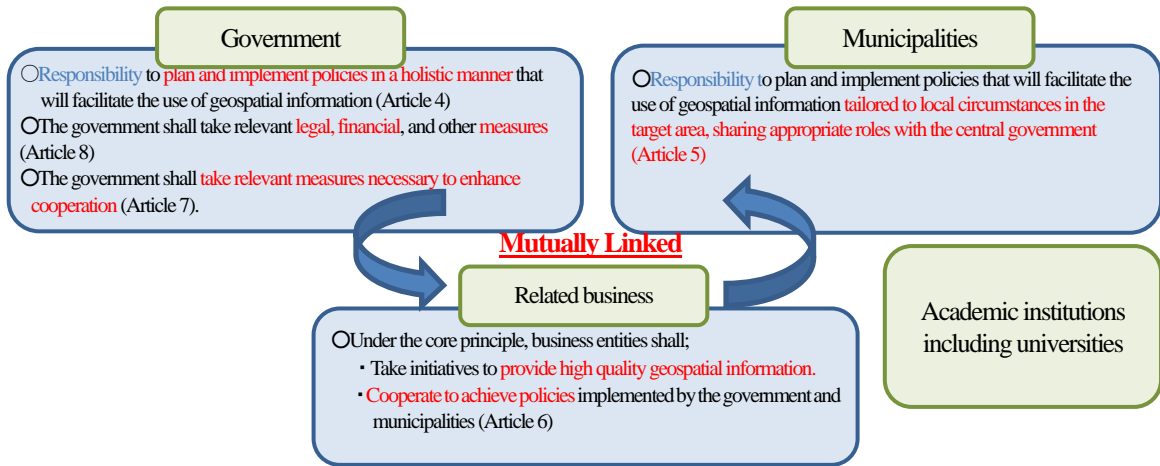 Government
〇Responsibility to plan and implement policies in a holistic manner that
will facilitate the use of geospatial information (Article 4)
〇The government shall take relevant legal, financial, and other measures
(Article 8)
〇The government shall take relevant measures necessary to enhance
cooperation (Article 7).
Municipalities
〇Responsibility to plan and implement policies that will facilitate the
use of geospatial information tailored to local circumstances in the
target area, sharing appropriate roles with the central government
(Article 5)
Mutually Linked
Related business
〇Under the core principle, business entities shall;
・Take initiatives to provide high quality geospatial information.
・Cooperate to achieve policies implemented by the government and
municipalities (Article 6)
Academic institutions
including universities